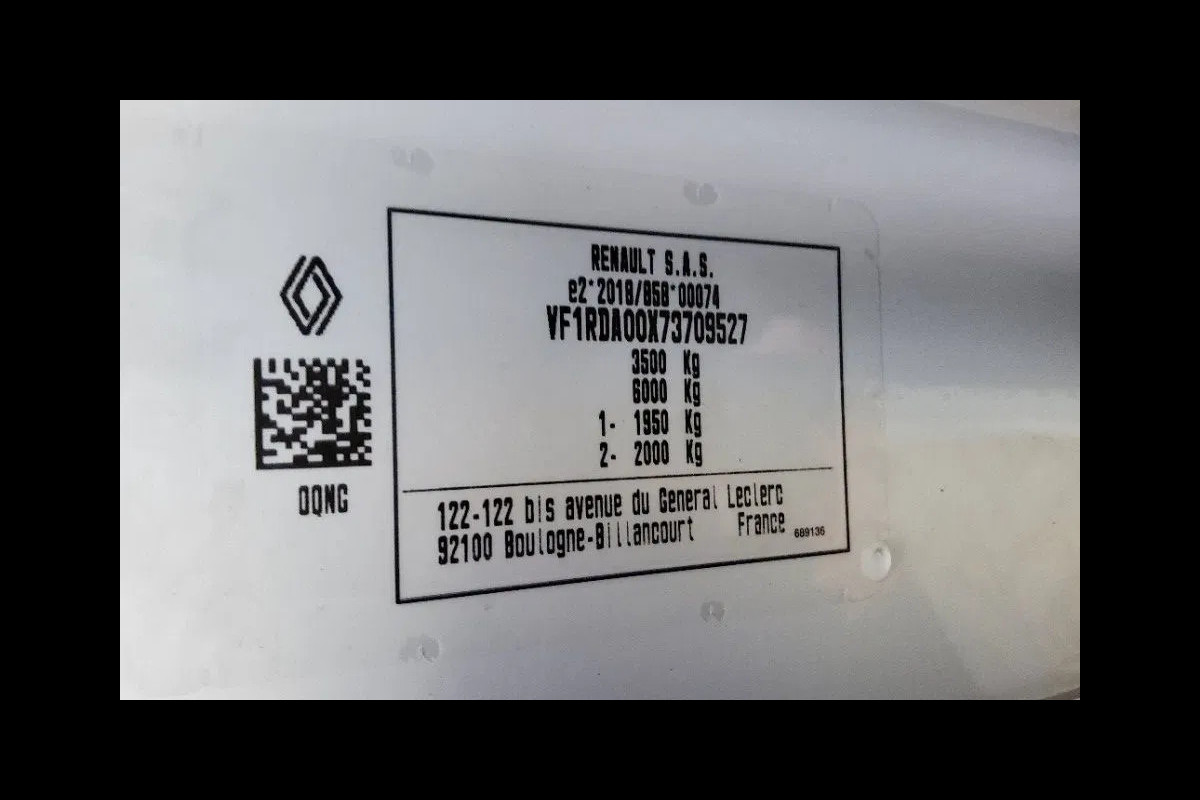 RENAULT S.A.S.
e2*2018/858*00074
VF1RDA00X73709527
3500 Kg
6000 Kg
1- 1950 Kg
2- 2000 Kg
OQNG
122-122 bis avenue du General Leclerc
92100 Boulogne-Billancourt France 689136